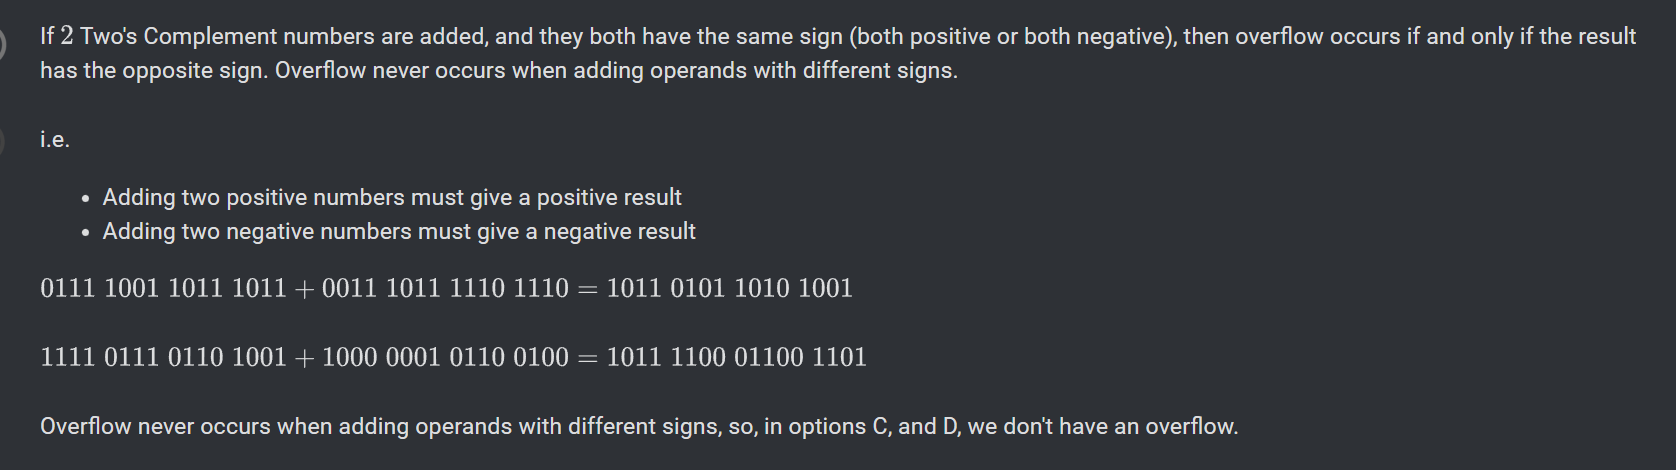 If 2 Two's Complement numbers are added, and they both have the same sign (both positive or both negative), then overflow occurs if and only if the result
has the opposite sign. Overflow never occurs when adding operands with different signs.
i.e.
• Adding two positive numbers must give a positive result
• Adding two negative numbers must give a negative result
0111 1001 1011 1011 + 0011 1011 1110 1110 = 1011 0101 1010 1001
1111 0111 0110 1001 + 1000 0001 0110 0100 = 1011 1100 01100 1101
Overflow never occurs when adding operands with different signs, so, in options C, and D, we don't have an overflow.